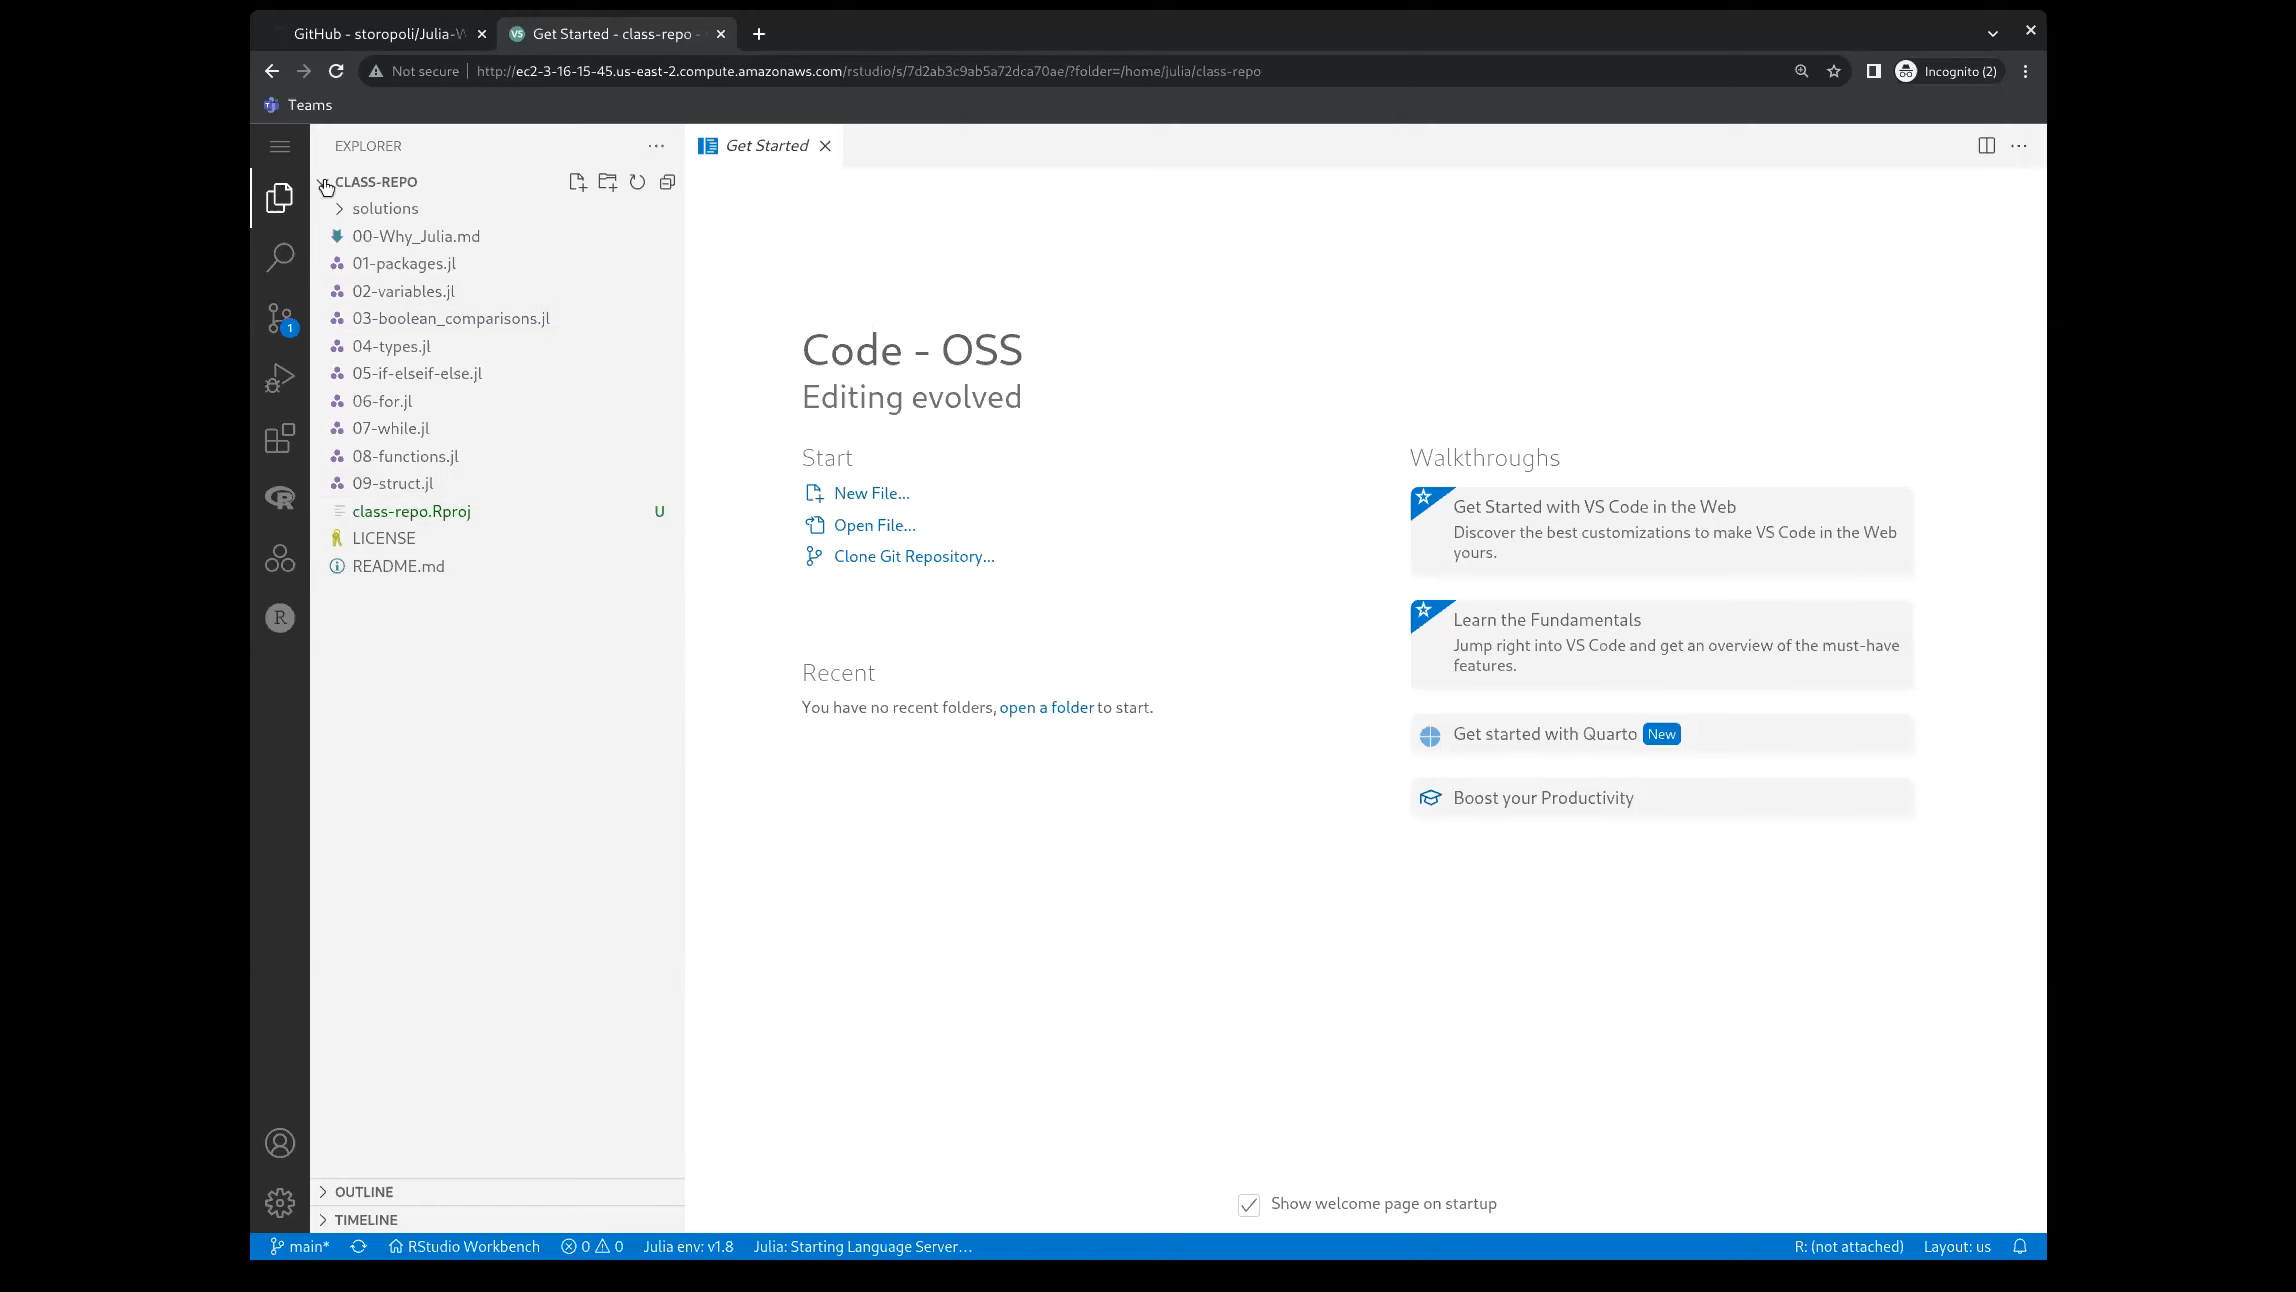 GitHub - storopoli/Julia-W
Get Started - class-repo -
Not secure
http://ec2-3-16-15-45.us-east-2.compute.amazonaws.com/rstudio/s/7d2ab3c9ab5a72dca70ae/?folder=/home/julia/class-repo
Incognito (2)
Teams
EXPLORER
CLASS-REPO
solutions
00-Why_Julia.md
01-packages.jl
02-variables.jl
03-boolean_comparisons.jl
04-types.jl
05-if-elseif-else.jl
06-for.jl
07-while.jl
08-functions.jl
09-struct.jl
class-repo.Rproj U
LICENSE
README.md
OUTLINE
TIMELINE
1
R
R
Get Started
Code - OSS
Editing evolved
Start
New File...
Open File...
Clone Git Repository...
Recent
You have no recent folders, open a folder to start.
Walkthroughs
Get Started with VS Code in the Web
Discover the best customizations to make VS Code in the Web
yours.
Learn the Fundamentals
Jump right into VS Code and get an overview of the must-have
features.
Get started with Quarto New
Boost your Productivity
Show welcome page on startup
main*
RStudio Workbench
0 0
Julia env: v1.8
Julia: Starting Language Server...
R: (not attached)
Layout: us